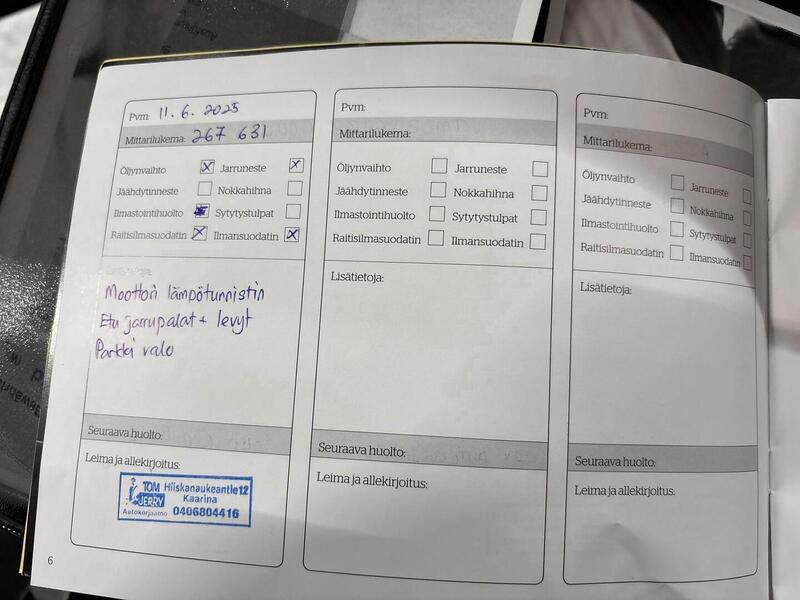 Pvm: 11.6.2025
Mittarilukema: 267 631
Öljynvaihto Jarruneste
Jäähdytinneste Nokkahihna
Ilmastointihuolto Sytytystulpat
Raitisilmasuodatin Ilmansuodatin
Moottori lämpötunnistin
Etu jarrupalat + levyt
Parkki valo
Seuraava huolto:
Leima ja allekirjoitus:
TOM Hiiskanaukeantie 12
JERRY Kaarina
Autokorjaamo 0406804416
6
Pvm:
Mittarilukema:
Öljynvaihto Jarruneste
Jäähdytinneste Nokkahihna
Ilmastointihuolto Sytytystulpat
Raitisilmasuodatin Ilmansuodatin
Lisätietoja:
Seuraava huolto:
Leima ja allekirjoitus:
Pvm:
Mittarilukema:
Öljynvaihto Jarruneste
Jäähdytinneste Nokkahihna
Ilmastointihuolto Sytytystulpat
Raitisilmasuodatin Ilmansuodatin
Lisätietoja:
Seuraava huolto:
Leima ja allekirjoitus: